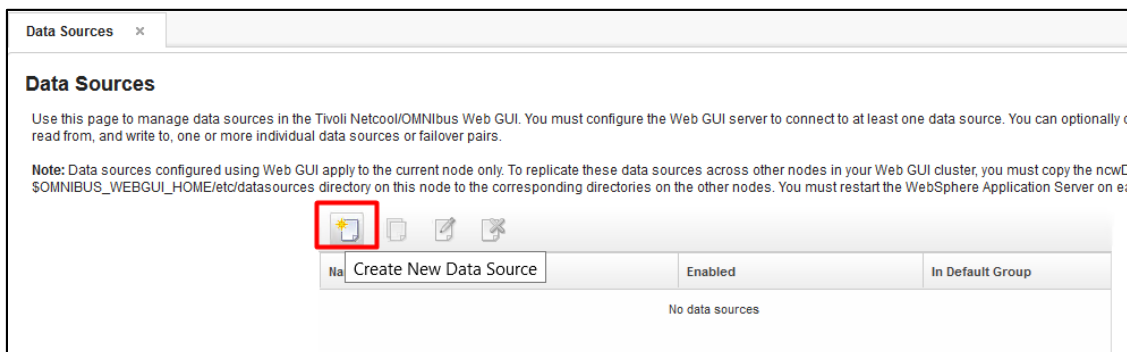 Data Sources ×
Data Sources
Use this page to manage data sources in the Tivoli Netcool/OMNIbus Web GUI. You must configure the Web GUI server to connect to at least one data source. You can optionally
read from, and write to, one or more individual data sources or failover pairs.
Note: Data sources configured using Web GUI apply to the current node only. To replicate these data sources across other nodes in your Web GUI cluster, you must copy the
$OMNIBUS_WEBGUI_HOME/etc/datasources directory on this node to the corresponding directories on the other nodes. You must restart the WebSphere Application Server on
Create New Data Source
Enabled
In Default Group
No data sources